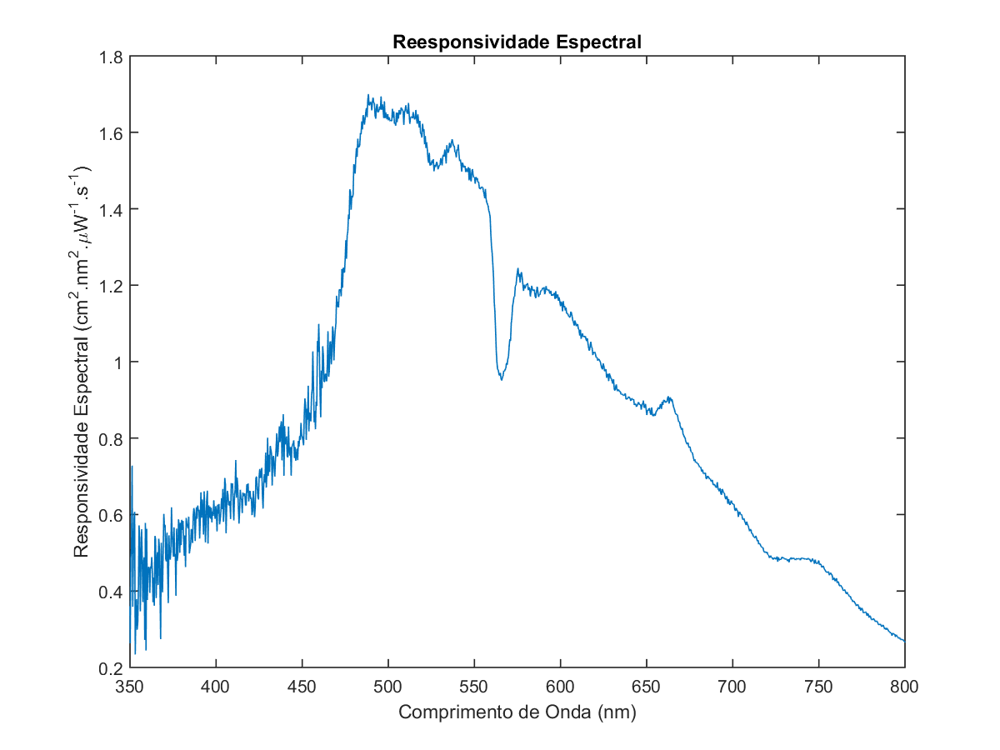 Reesponsividade Espectral
1.8
1.6
1.4
1.2
1
0.8
0.6
0.4
0.2
Responsividade Espectral (cm².nm².μW⁻¹.s⁻¹)
350 400 450 500 550 600 650 700 750 800
Comprimento de Onda (nm)